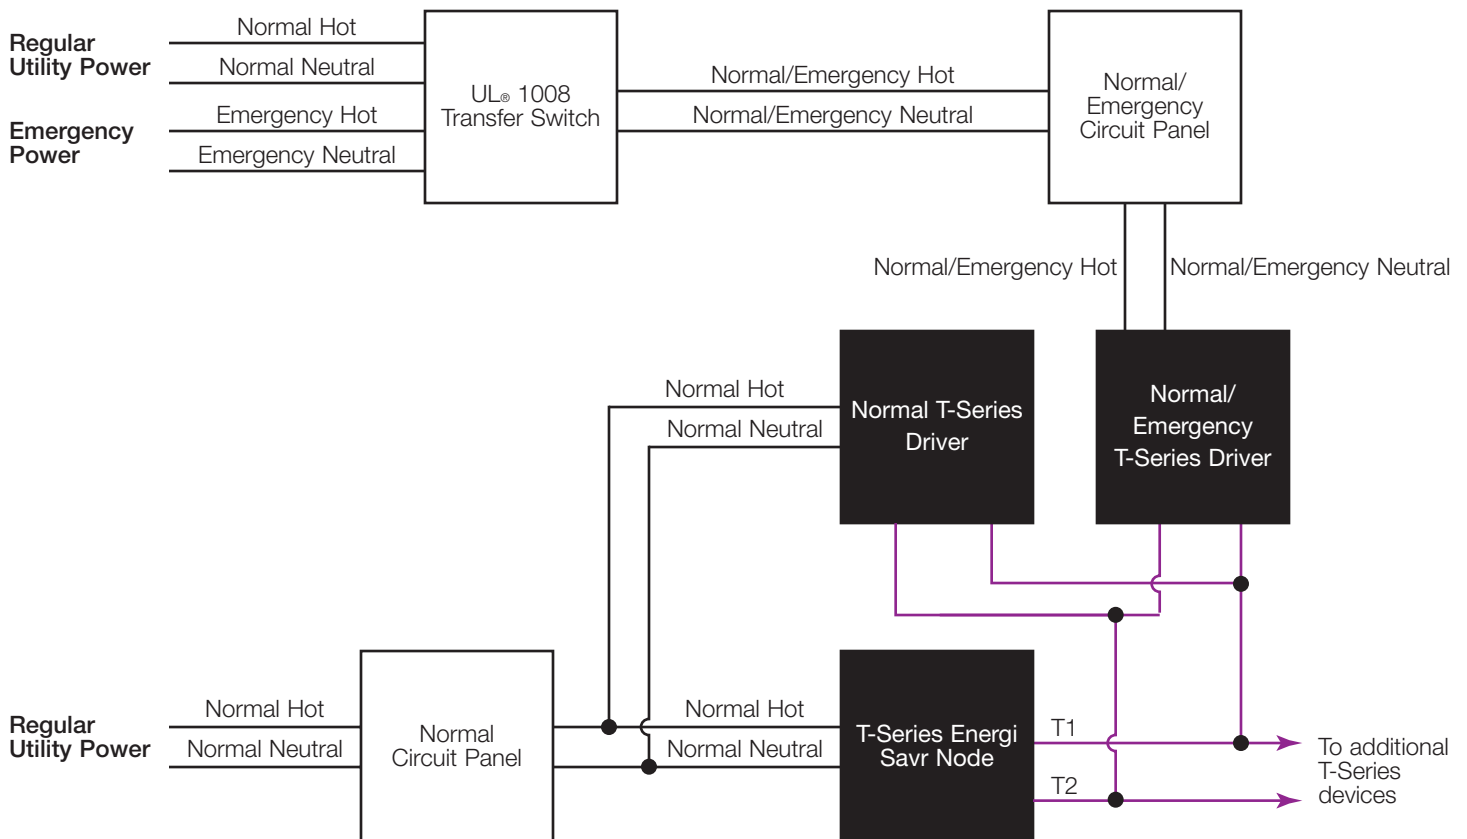 Regular
Utility Power
Normal Hot
Normal Neutral
Emergency
Power
Emergency Hot
Emergency Neutral
UL® 1008
Transfer Switch
Normal/Emergency Hot
Normal/Emergency Neutral
Normal/
Emergency
Circuit Panel
Normal/Emergency Hot
Normal/Emergency Neutral
Normal Hot
Normal Neutral
Normal T-Series
Driver
Normal/
Emergency
T-Series Driver
Regular
Utility Power
Normal Hot
Normal Neutral
Normal
Circuit Panel
Normal Hot
Normal Neutral
T-Series Energi
Savr Node
T1
T2
To additional
T-Series
devices